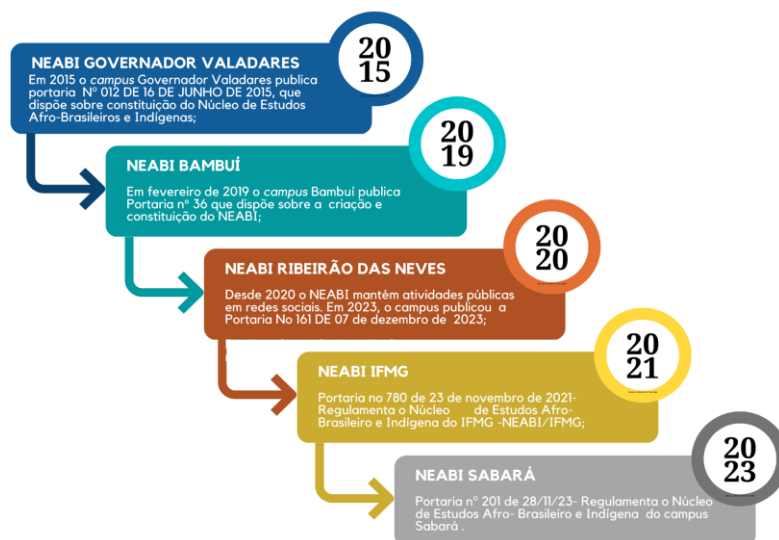 20
15
NEABI GOVERNADOR VALADARES
Em 2015 o campus Governador Valadares publica
portaria Nº 012 DE 16 DE JUNHO DE 2015, que
dispõe sobre constituição do Núcleo de Estudos
Afro-Brasileiros e Indígenas;
20
19
NEABI BAMBUÍ
Em fevereiro de 2019 o campus Bambuí publica
Portaria nº 36 que dispõe sobre a criação e
constituição do NEABI;
20
20
NEABI RIBEIRÃO DAS NEVES
Desde 2020 o NEABI mantém atividades públicas
em redes sociais. Em 2023, o campus publicou a
Portaria No 161 DE 07 de dezembro de 2023;
20
21
NEABI IFMG
Portaria no 780 de 23 de novembro de 2021-
Regulamenta o Núcleo de Estudos Afro-
Brasileiro e Indígena do IFMG -NEABI/IFMG;
20
23
NEABI SABARÁ
Portaria nº 201 de 28/11/23- Regulamenta o Núcleo
de Estudos Afro- Brasileiro e Indígena do campus
Sabará .